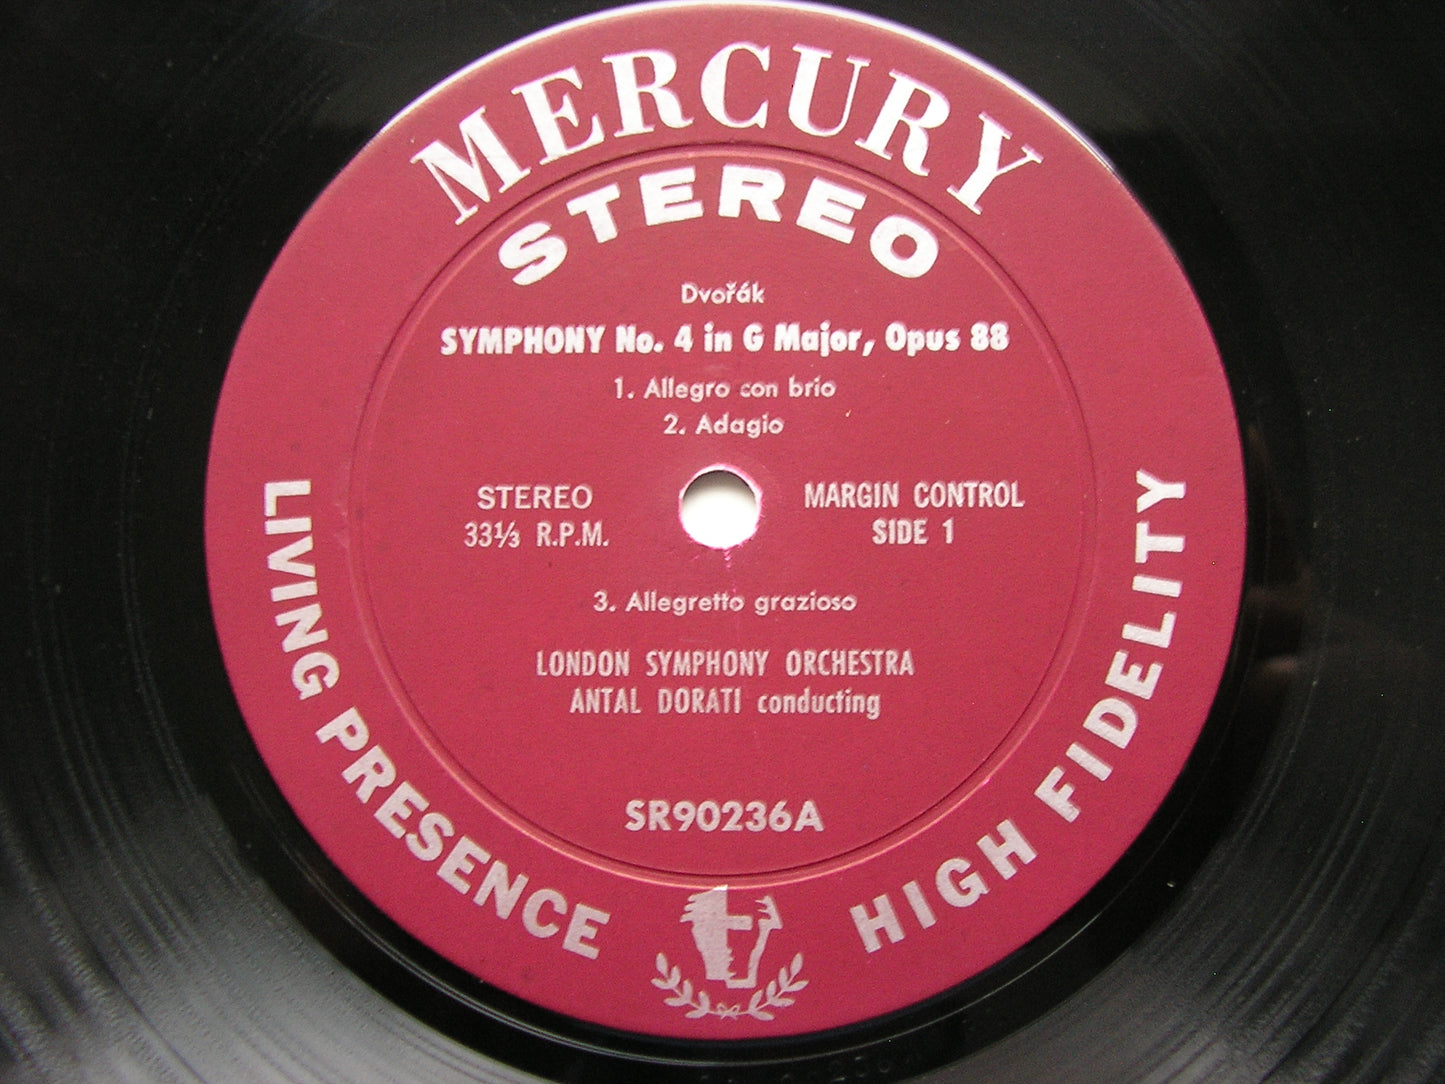 MERCURY
STEREO
Dvořák
SYMPHONY No. 4 in G Major, Opus 88
1. Allegro con brio
2. Adagio
STEREO
33⅓ R.P.M.
MARGIN CONTROL
SIDE 1
3. Allegretto grazioso
LONDON SYMPHONY ORCHESTRA
ANTAL DORATI conducting
SR90236A
LIVING PRESENCE
HIGH FIDELITY